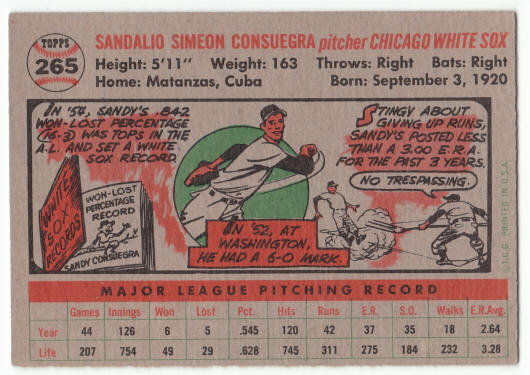 TOPPS
265
SANDALIO SIMEON CONSUEGRA pitcher CHICAGO WHITE SOX
Height: 5'11" Weight: 163 Throws: Right Bats: Right
Home: Matanzas, Cuba Born: September 3, 1920
IN '54, SANDY'S .842
WON-LOST PERCENTAGE
(16-3) WAS TOPS IN THE
A.L. AND SET A WHITE
SOX RECORD.
WHITE
SOX
RECORDS
WON-LOST
PERCENTAGE
RECORD
SANDY CONSUEGRA
IN '52, AT
WASHINGTON,
HE HAD A 6-0 MARK.
STINGY ABOUT
GIVING UP RUNS,
SANDY'S POSTED LESS
THAN A 3.00 E.R.A.
FOR THE PAST 3 YEARS.
NO TRESPASSING.
T.C.G. PRINTED IN U.S.A.
MAJOR LEAGUE PITCHING RECORD
Games Innings Won Lost Pct. Hits Runs E.R. S.O. Walks E.R.Avg.
Year 44 126 6 5 .545 120 42 37 35 18 2.64
Life 207 754 49 29 .628 745 311 275 184 232 3.28